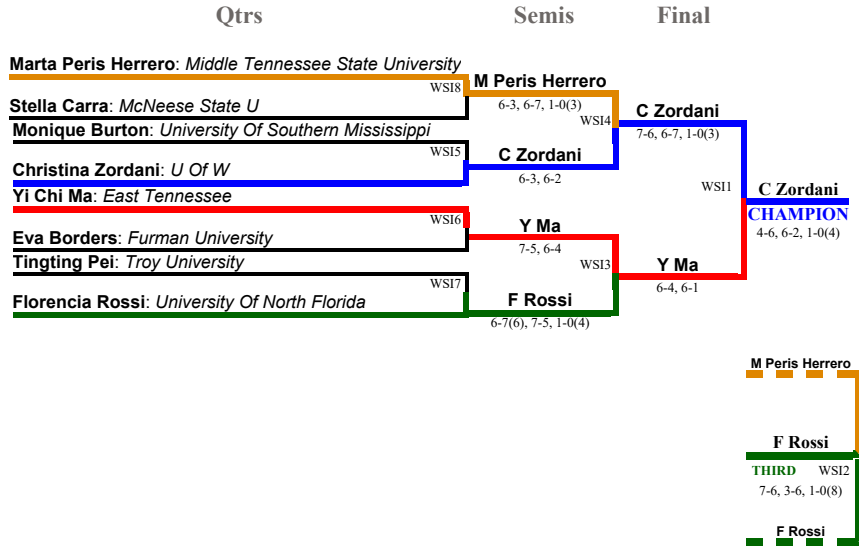 Qtrs Semis Final
Marta Peris Herrero: Middle Tennessee State University
WSI8
M Peris Herrero
6-3, 6-7, 1-0(3)
Stella Carra: McNeese State U
WSI4
C Zordani
7-6, 6-7, 1-0(3)
Monique Burton: University Of Southern Mississippi
WSI5
C Zordani
6-3, 6-2
Christina Zordani: U Of W
WSI1
C Zordani
CHAMPION
4-6, 6-2, 1-0(4)
Yi Chi Ma: East Tennessee
WSI6
Y Ma
7-5, 6-4
Eva Borders: Furman University
WSI3
Y Ma
6-4, 6-1
Tingting Pei: Troy University
WSI7
F Rossi
6-7(6), 7-5, 1-0(4)
Florencia Rossi: University Of North Florida
M Peris Herrero
F Rossi
THIRD WSI2
7-6, 3-6, 1-0(8)
F Rossi